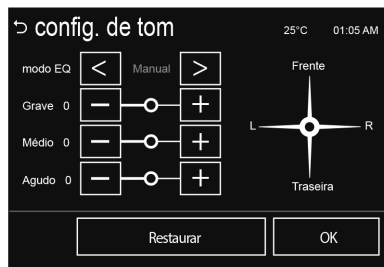 config. de tom
25°C 01:05 AM
modo EQ < Manual >
Grave 0 − +
Médio 0 − +
Agudo 0 − +
Frente
L R
Traseira
Restaurar
OK